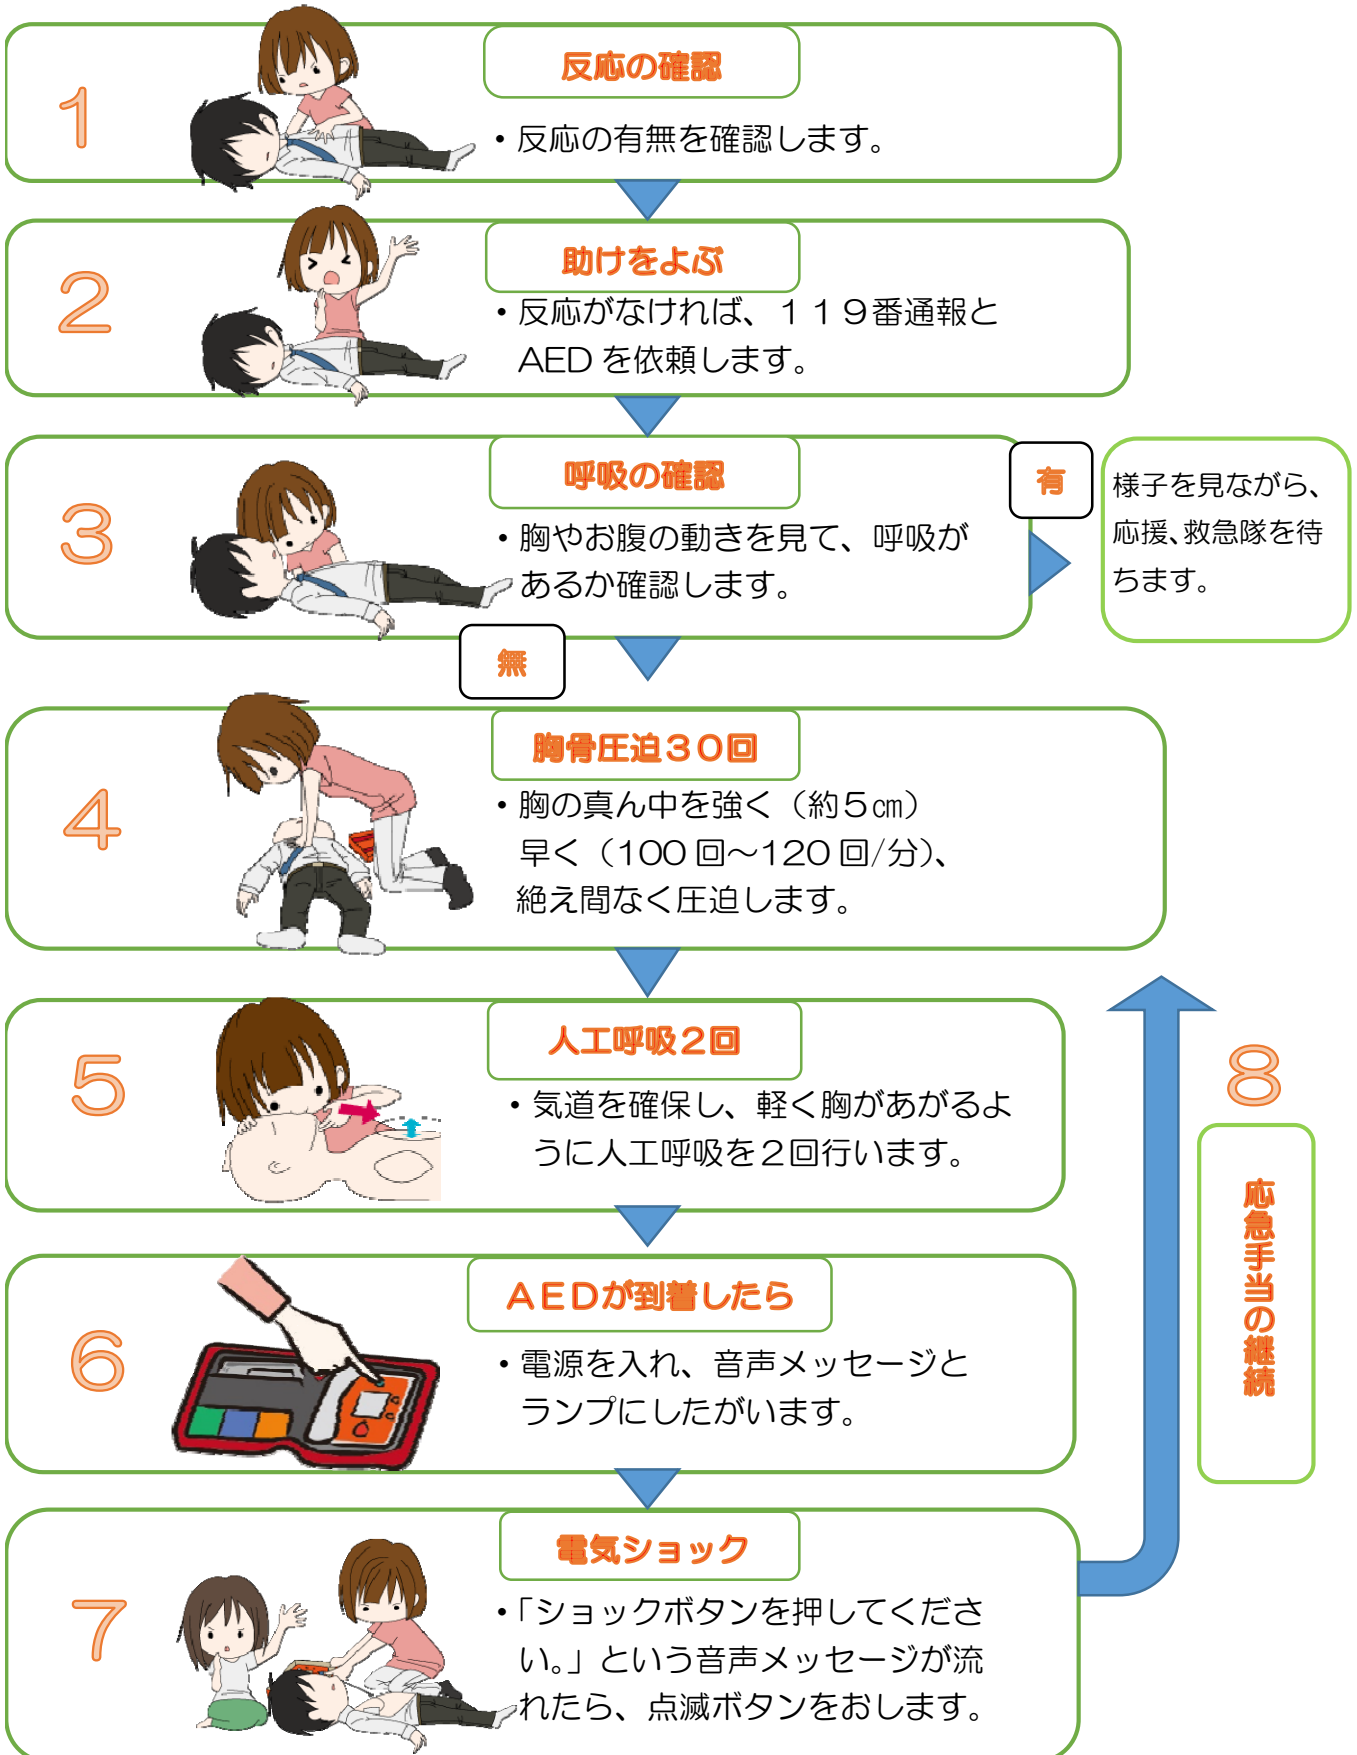 1
反応の確認
・反応の有無を確認します。
2
助けをよぶ
・反応がなければ、119番通報と
AEDを依頼します。
3
呼吸の確認
・胸やお腹の動きを見て、呼吸が
あるか確認します。
有
様子を見ながら、
応援、救急隊を待
ちます。
無
4
胸骨圧迫30回
・胸の真ん中を強く（約5㎝）
早く（100回～120回/分）、
絶え間なく圧迫します。
5
人工呼吸2回
・気道を確保し、軽く胸があがるよ
うに人工呼吸を2回行います。
6
AEDが到着したら
・電源を入れ、音声メッセージと
ランプにしたがいます。
7
電気ショック
・「ショックボタンを押してくださ
い。」という音声メッセージが流
れたら、点滅ボタンをおします。
8
応急手当の継続